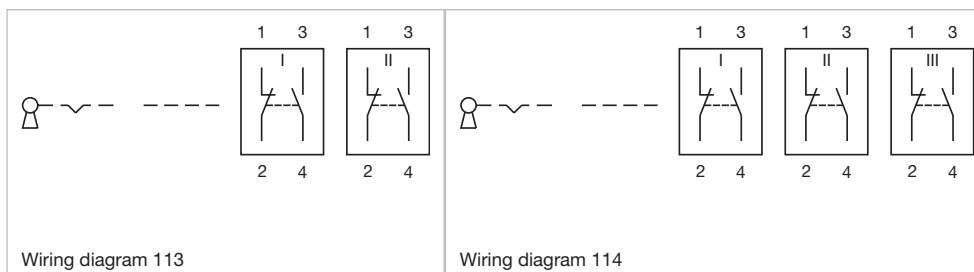 1 3 1 3
I II
2 4 2 4
Wiring diagram 113
1 3 1 3 1 3
I II III
2 4 2 4 2 4
Wiring diagram 114